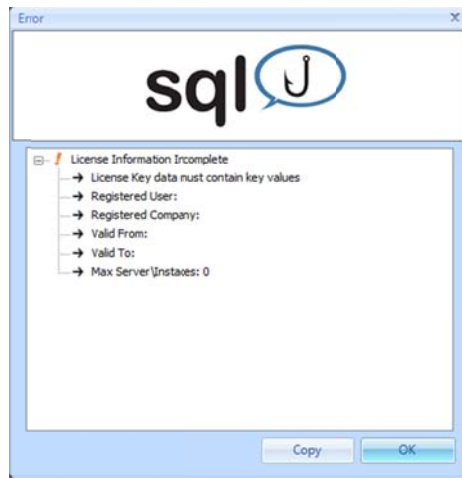 Error
sql
License Information Incomplete
License Key data must contain key values
Registered User:
Registered Company:
Valid From:
Valid To:
Max Server\Instaxes: 0
Copy
OK